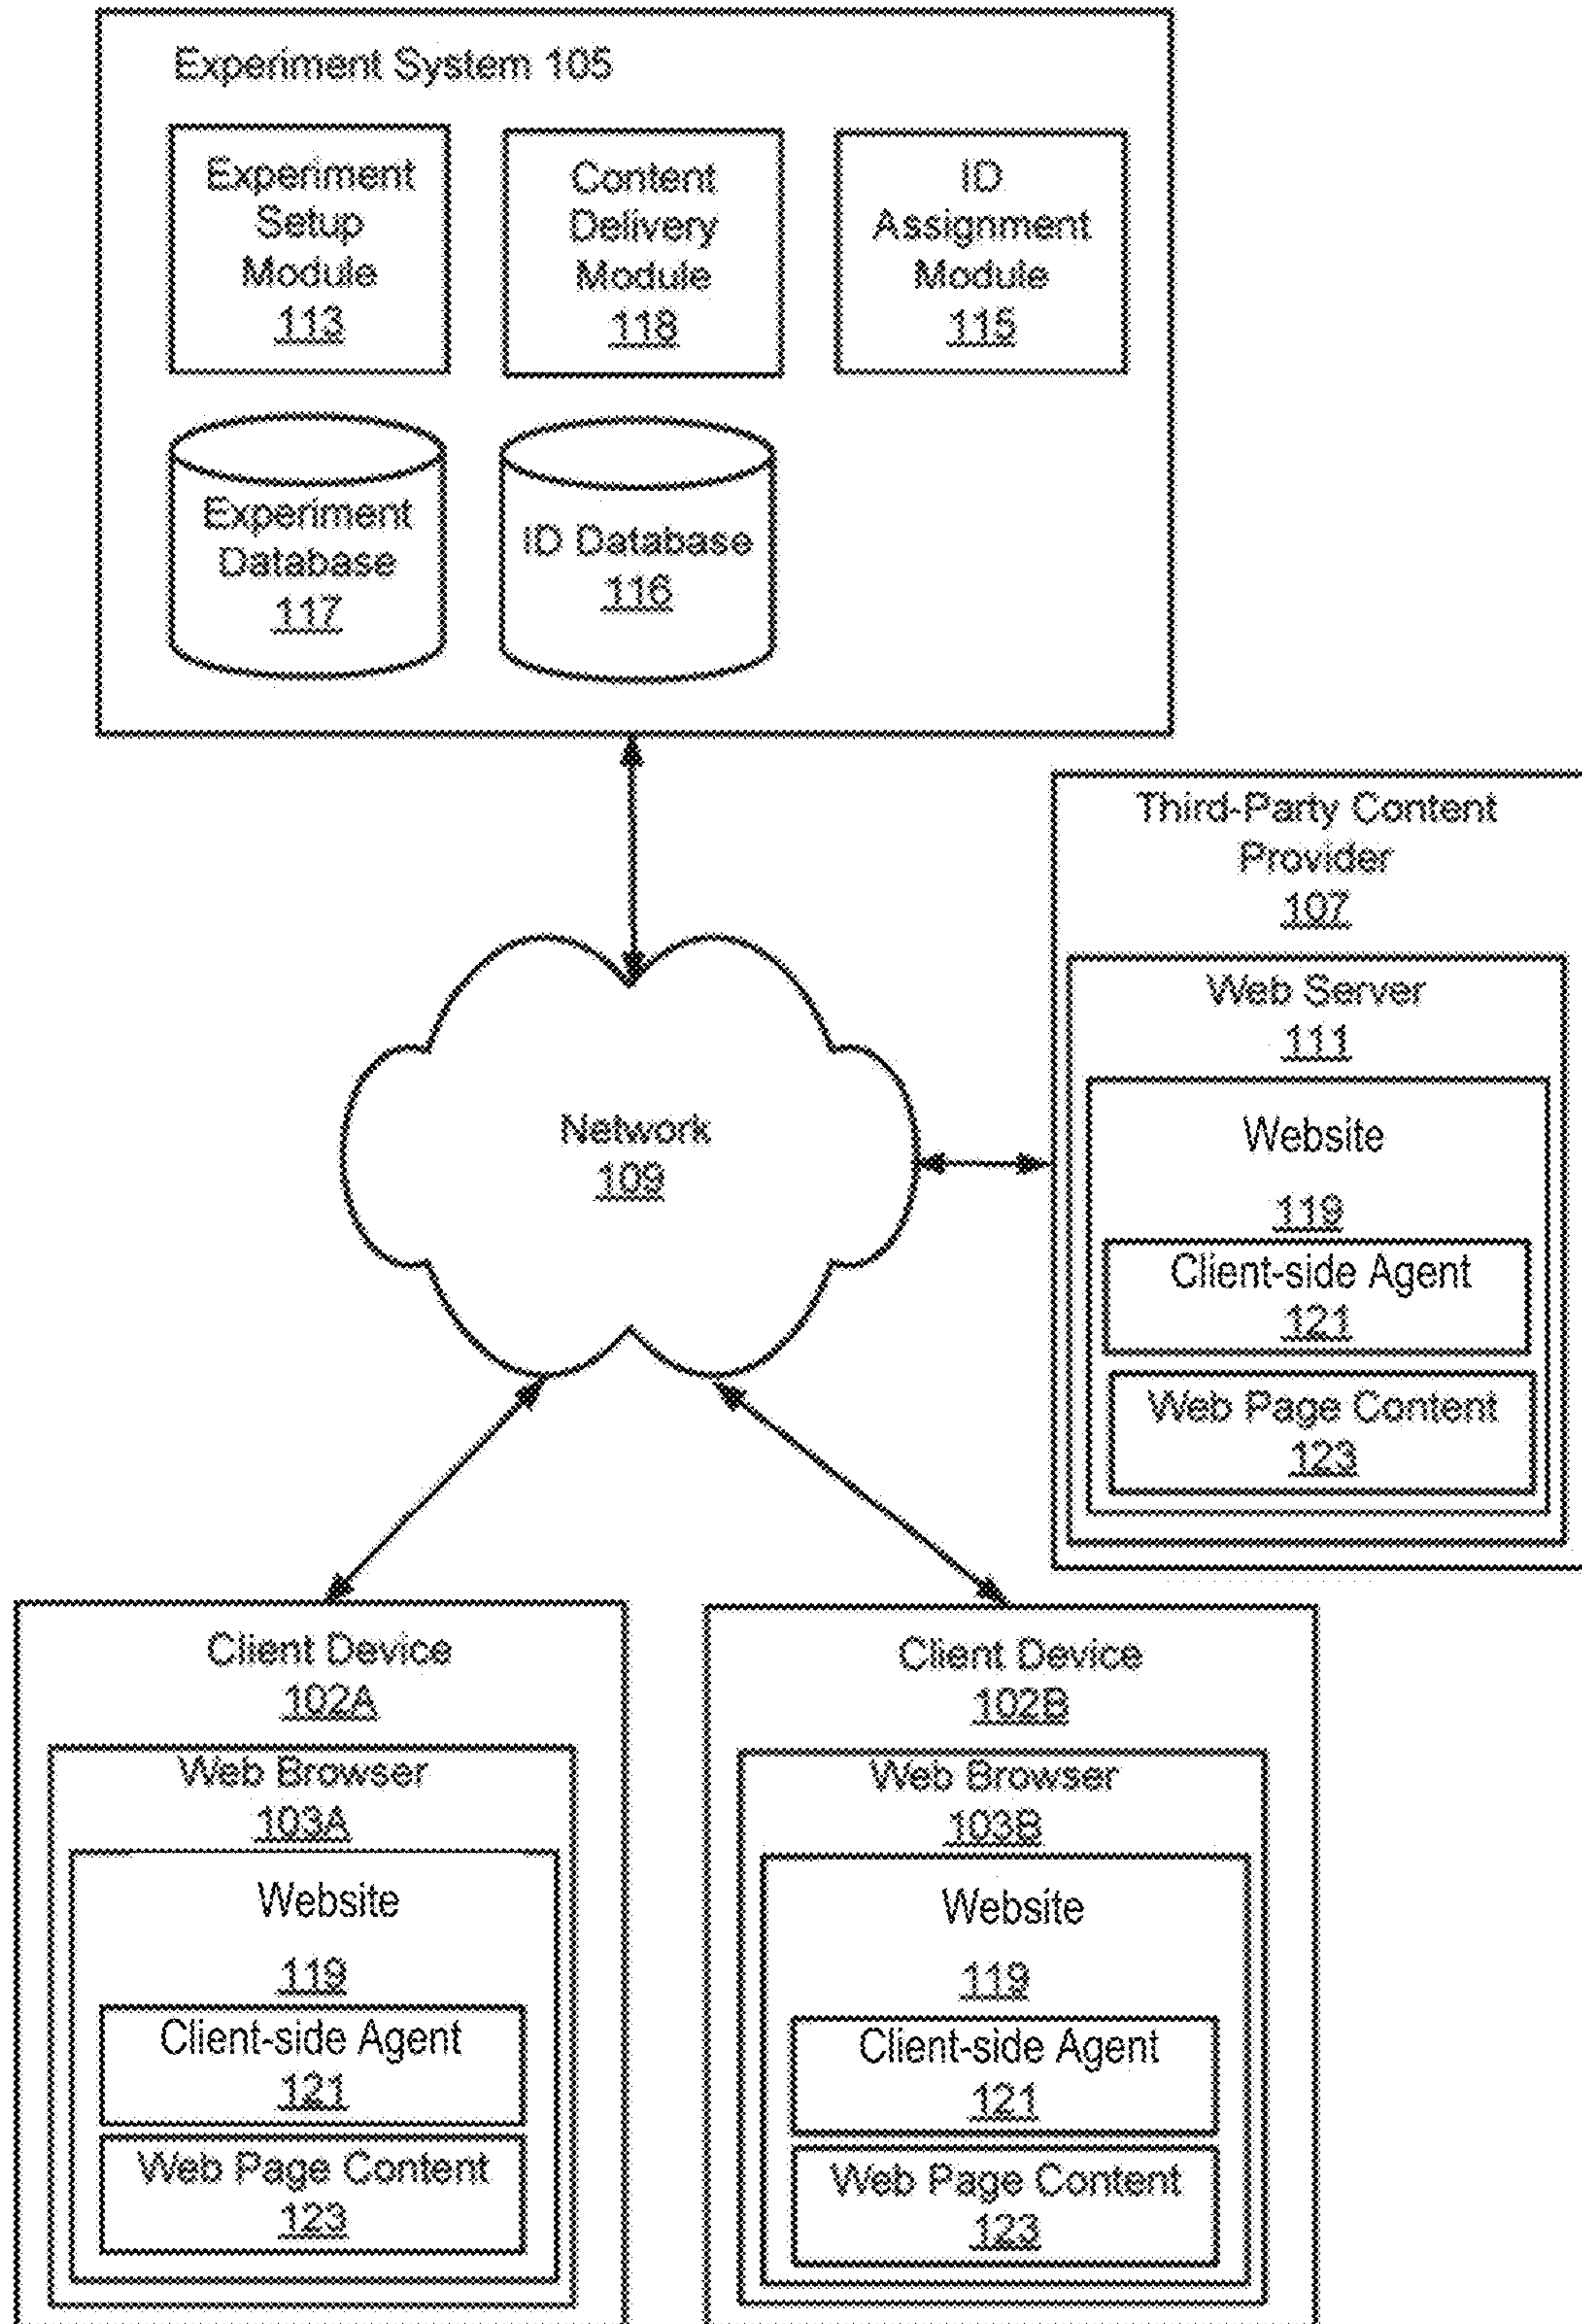 Experiment System 105
Experiment
Setup
Module
113
Content
Delivery
Module
118
ID
Assignment
Module
115
Experiment
Database
117
ID Database
116
Third-Party Content
Provider
107
Web Server
111
Website
119
Client-side Agent
121
Web Page Content
123
Network
109
Client Device
102A
Web Browser
103A
Website
119
Client-side Agent
121
Web Page Content
123
Client Device
102B
Web Browser
103B
Website
119
Client-side Agent
121
Web Page Content
123